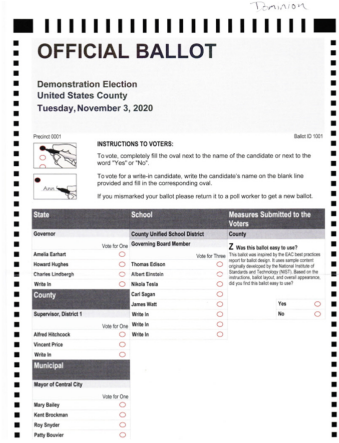 Dominion
OFFICIAL BALLOT
Demonstration Election
United States County
Tuesday, November 3, 2020
Precinct 0001
Ballot ID 1001
INSTRUCTIONS TO VOTERS:
To vote, completely fill the oval next to the name of the candidate or next to the
word "Yes" or "No".
To vote for a write-in candidate, write the candidate's name on the blank line
provided and fill in the corresponding oval.
If you mismarked your ballot please return it to a poll worker to get a new ballot.
Ann
State
Governor
Vote for One
Amelia Earhart
Howard Hughes
Charles Lindbergh
Write In
County
Supervisor, District 1
Vote for One
Alfred Hitchcock
Vincent Price
Write In
Municipal
Mayor of Central City
Vote for One
Mary Bailey
Kent Brockman
Roy Snyder
Patty Bouvier
School
County Unified School District
Governing Board Member
Vote for Three
Thomas Edison
Albert Einstein
Nikola Tesla
Carl Sagan
James Watt
Write In
Write In
Write In
Measures Submitted to the
Voters
County
Z Was this ballot easy to use?
This ballot was inspired by the EAC best practices
report for ballot design. It uses sample content
originally developed by the National Institute of
Standards and Technology (NIST). Based on the
instructions, ballot layout, and overall appearance,
did you find this ballot easy to use?
Yes
No